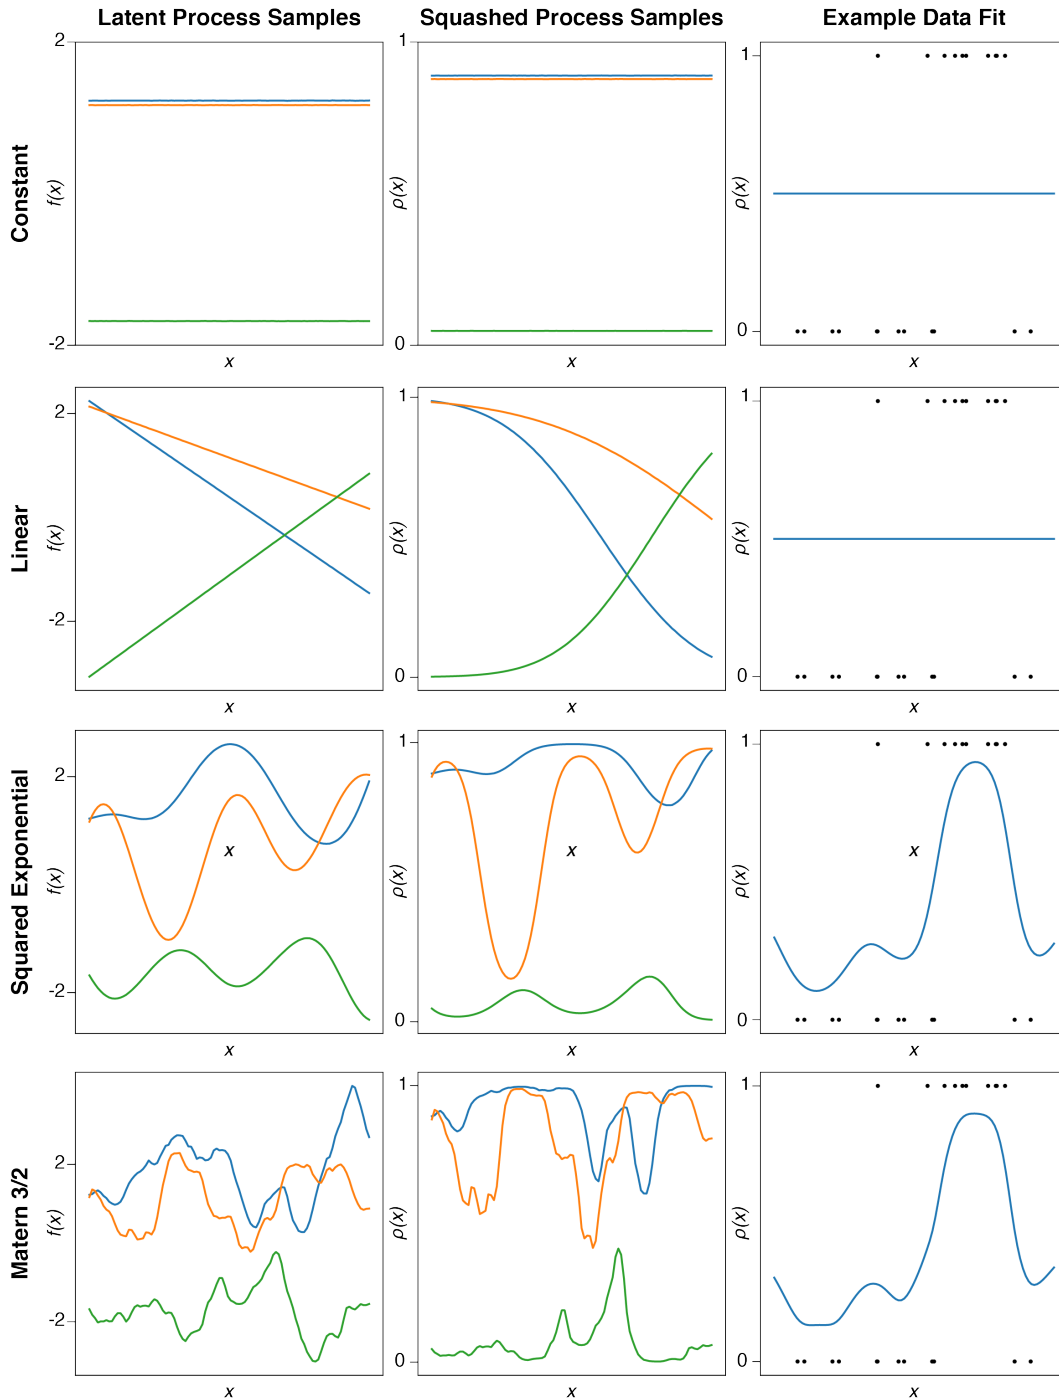 Latent Process Samples Squashed Process Samples Example Data Fit
Constant
2
f(x)
-2
x
1
ρ(x)
0
x
1
ρ(x)
0
x
Linear
2
f(x)
-2
x
1
ρ(x)
0
x
1
ρ(x)
0
x
Squared Exponential
2
x
f(x)
-2
x
1
x
ρ(x)
0
x
1
x
ρ(x)
0
x
Matern 3/2
2
f(x)
-2
x
1
ρ(x)
0
x
1
ρ(x)
0
x